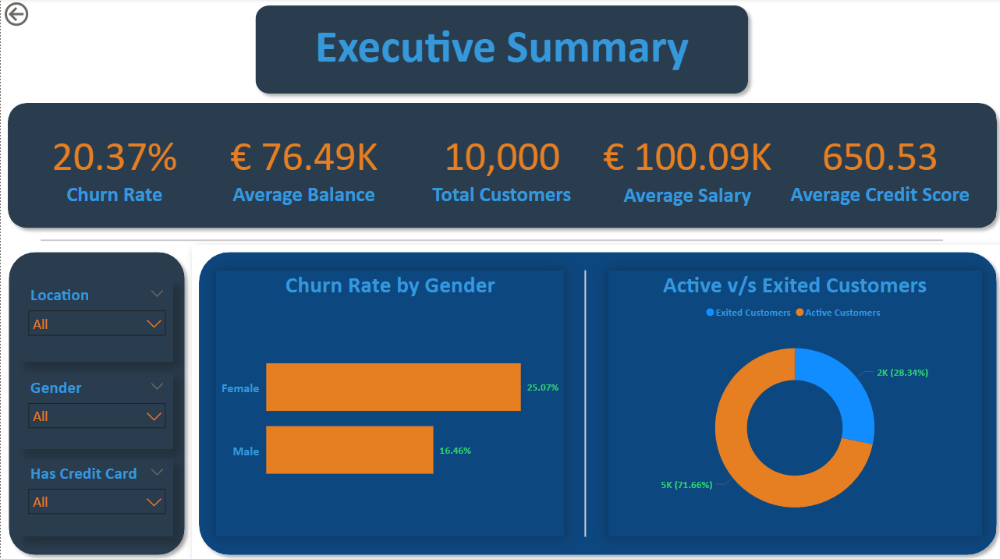 Executive Summary
20.37%
Churn Rate
€ 76.49K
Average Balance
10,000
Total Customers
€ 100.09K
Average Salary
650.53
Average Credit Score
Location
All
Gender
All
Has Credit Card
All
Churn Rate by Gender
Female
25.07%
Male
16.46%
Active v/s Exited Customers
Exited Customers
Active Customers
2K (28.34%)
5K (71.66%)